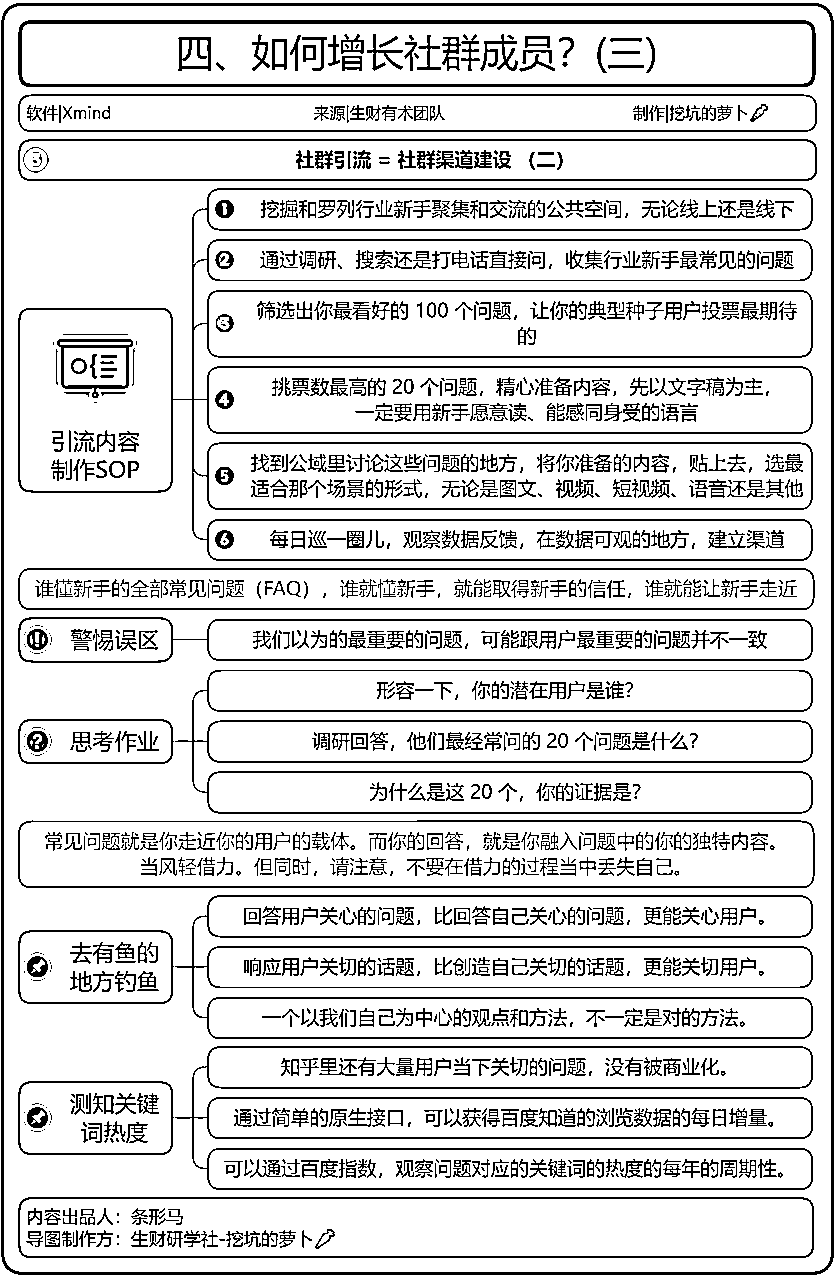 四、如何增长社群成员？(三)
软件|Xmind 来源|生财有术团队 制作|挖坑的萝卜
3 社群引流 = 社群渠道建设 （二）
引流内容
制作SOP
1 挖掘和罗列行业新手聚集和交流的公共空间，无论线上还是线下
2 通过调研、搜索还是打电话直接问，收集行业新手最常见的问题
3 筛选出你最看好的 100 个问题，让你的典型种子用户投票最期待
的
4 挑票数最高的 20 个问题，精心准备内容，先以文字稿为主，
一定要用新手愿意读、能感同身受的语言
5 找到公域里讨论这些问题的地方，将你准备的内容，贴上去，选最
适合那个场景的形式，无论是图文、视频、短视频、语音还是其他
6 每日巡一圈儿，观察数据反馈，在数据可观的地方，建立渠道
谁懂新手的全部常见问题（FAQ），谁就懂新手，就能取得新手的信任，谁就能让新手走近
警惕误区
我们以为的最重要的问题，可能跟用户最重要的问题并不一致
思考作业
形容一下，你的潜在用户是谁？
调研回答，他们最经常问的 20 个问题是什么？
为什么是这 20 个，你的证据是？
常见问题就是你走近你的用户的载体。而你的回答，就是你融入问题中的你的独特内容。
当风轻借力。但同时，请注意，不要在借力的过程当中丢失自己。
去有鱼的
地方钓鱼
回答用户关心的问题，比回答自己关心的问题，更能关心用户。
响应用户关切的话题，比创造自己关切的话题，更能关切用户。
一个以我们自己为中心的观点和方法，不一定是对的方法。
测知关键
词热度
知乎里还有大量用户当下关切的问题，没有被商业化。
通过简单的原生接口，可以获得百度知道的浏览数据的每日增量。
可以通过百度指数，观察问题对应的关键词的热度的每年的周期性。
内容出品人：条形马
导图制作方：生财研学社-挖坑的萝卜